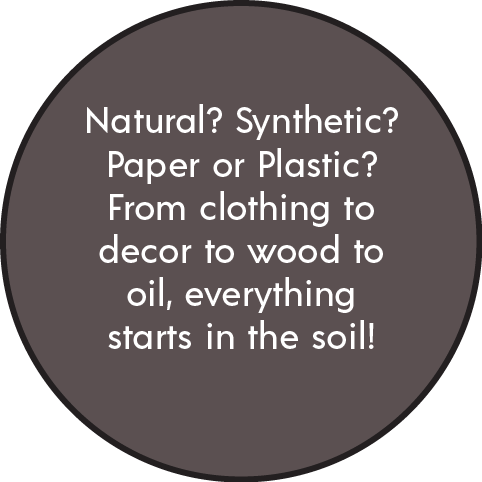 Natural? Synthetic?
Paper or Plastic?
From clothing to
decor to wood to
oil, everything
starts in the soil!